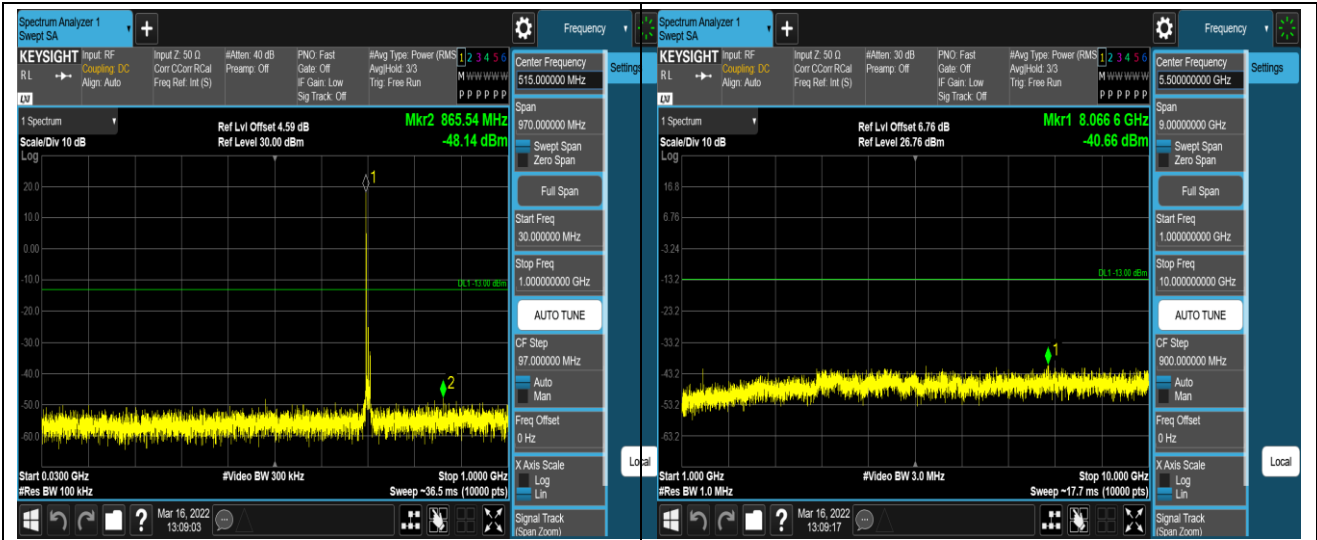 Spectrum Analyzer 1
Swept SA
+
Frequency
KEYSIGHT
Input: RF
Coupling: DC
Align: Auto
Input Z: 50 Ω
Corr CCorr RCal
Freq Ref: Int (S)
#Atten: 40 dB
Preamp: Off
PNO: Fast
Gate: Off
IF Gain: Low
Sig Track: Off
#Avg Type: Power (RMS
Avg|Hold: 3/3
Trig: Free Run
1 2 3 4 5 6
M W W W W W
P P P P P P
RL
LXI
Center Frequency
515.000000 MHz
Settings
Span
970.000000 MHz
Swept Span
Zero Span
Full Span
Start Freq
30.000000 MHz
Stop Freq
1.000000000 GHz
AUTO TUNE
CF Step
97.000000 MHz
Auto
Man
Freq Offset
0 Hz
X Axis Scale
Log
Lin
Signal Track
(Span Zoom)
Local
1 Spectrum
Scale/Div 10 dB
Log
Ref Lvl Offset 4.59 dB
Ref Level 30.00 dBm
Mkr2 865.54 MHz
-48.14 dBm
1
20.0
10.0
0.00
-10.0
DL1 -13.00 dBm
-20.0
-30.0
-40.0
2
-50.0
-60.0
Start 0.0300 GHz
#Res BW 100 kHz
#Video BW 300 kHz
Stop 1.0000 GHz
Sweep ~36.5 ms (10000 pts)
?
Mar 16, 2022
13:09:03
Spectrum Analyzer 1
Swept SA
+
Frequency
KEYSIGHT
Input: RF
Coupling: DC
Align: Auto
Input Z: 50 Ω
Corr CCorr RCal
Freq Ref: Int (S)
#Atten: 30 dB
Preamp: Off
PNO: Fast
Gate: Off
IF Gain: Low
Sig Track: Off
#Avg Type: Power (RMS
Avg|Hold: 3/3
Trig: Free Run
1 2 3 4 5 6
M W W W W W
P P P P P P
RL
LXI
Center Frequency
5.500000000 GHz
Settings
Span
9.00000000 GHz
Swept Span
Zero Span
Full Span
Start Freq
1.000000000 GHz
Stop Freq
10.000000000 GHz
AUTO TUNE
CF Step
900.000000 MHz
Auto
Man
Freq Offset
0 Hz
X Axis Scale
Log
Lin
Signal Track
(Span Zoom)
Local
1 Spectrum
Scale/Div 10 dB
Log
Ref Lvl Offset 6.76 dB
Ref Level 26.76 dBm
Mkr1 8.066 6 GHz
-40.66 dBm
16.8
6.76
-3.24
-13.2
DL1 -13.00 dBm
-23.2
-33.2
1
-43.2
-53.2
-63.2
Start 1.000 GHz
#Res BW 1.0 MHz
#Video BW 3.0 MHz
Stop 10.000 GHz
Sweep ~17.7 ms (10000 pts)
?
Mar 16, 2022
13:09:17